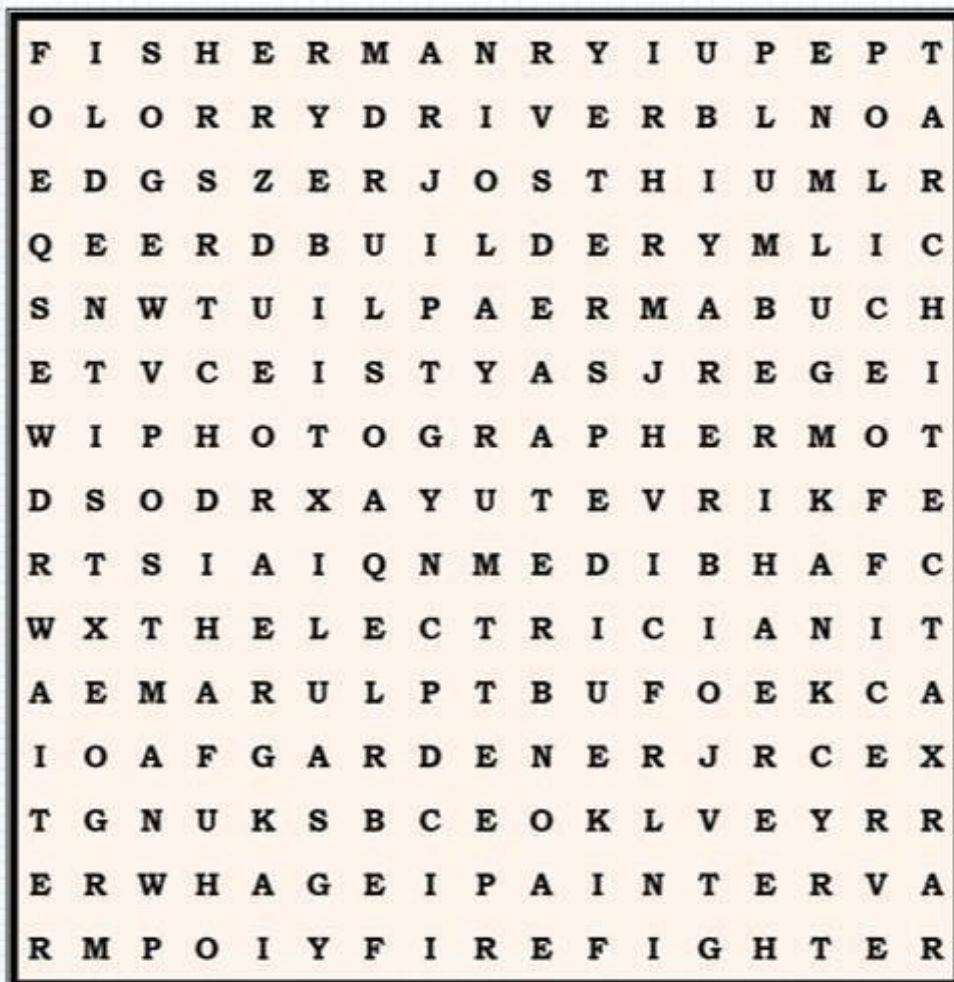 F I S H E R M A N R Y I U P E P T
O L O R R Y D R I V E R B L N O A
E D G S Z E R J O S T H I U M L R
Q E E R D B U I L D E R Y M L I C
S N W T U I L P A E R M A B U C H
E T V C E I S T Y A S J R E G E I
W I P H O T O G R A P H E R M O T
D S O D R X A Y U T E V R I K F E
R T S I A I Q N M E D I B H A F C
W X T H E L E C T R I C I A N I T
A E M A R U L P T B U F O E K C A
I O A F G A R D E N E R J R C E X
T G N U K S B C E O K L V E Y R R
E R W H A G E I P A I N T E R V A
R M P O I Y F I R E F I G H T E R